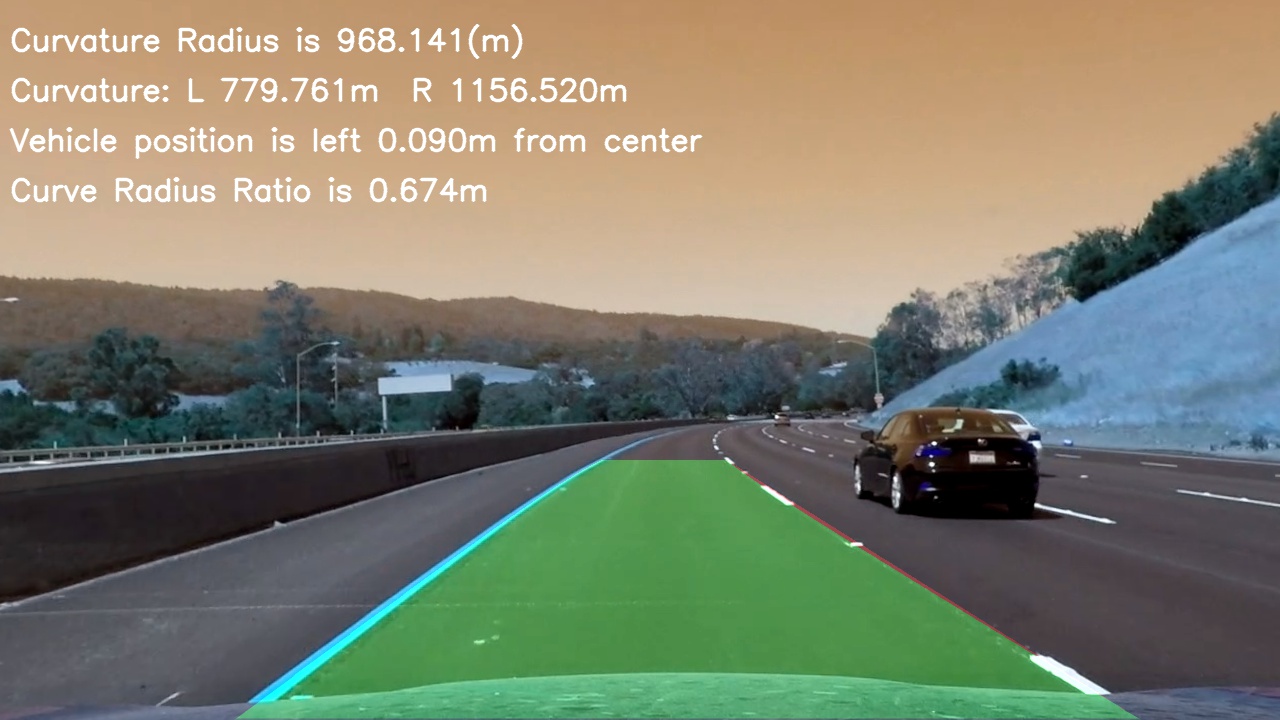 Curvature Radius is 968.141(m)
Curvature: L 779.761m R 1156.520m
Vehicle position is left 0.090m from center
Curve Radius Ratio is 0.674m